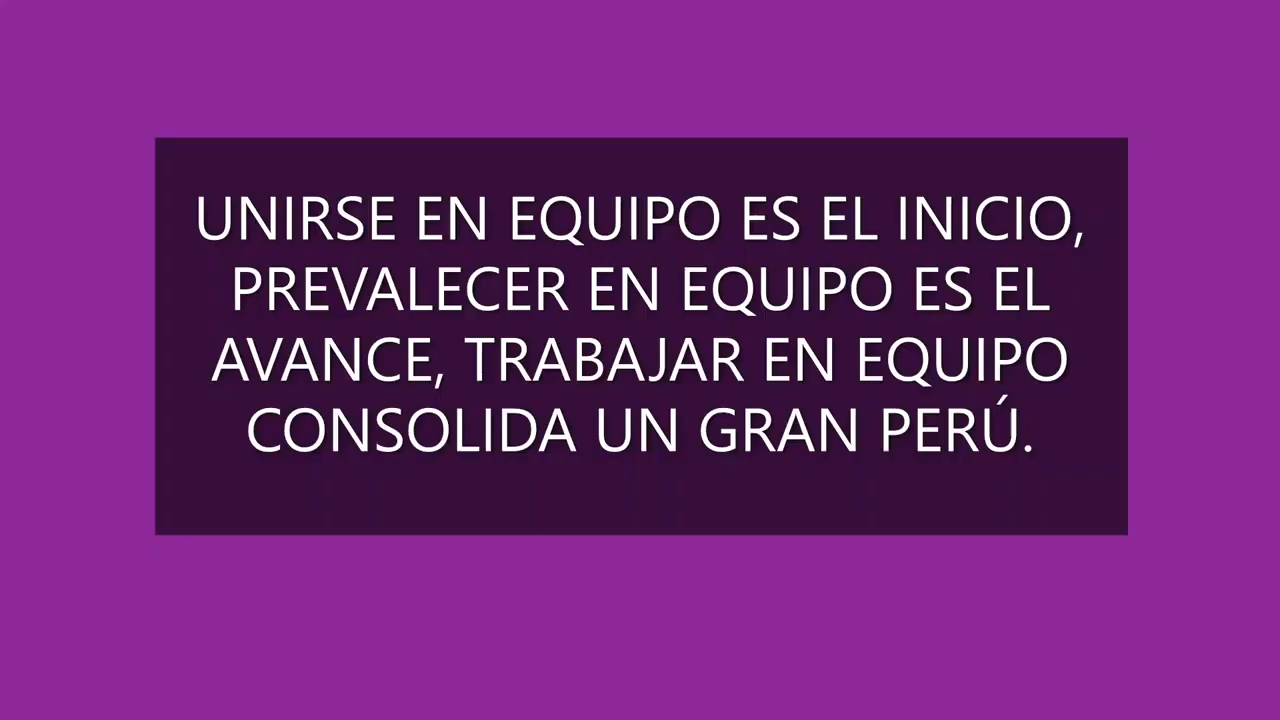 UNIRSE EN EQUIPO ES EL INICIO,
PREVALECER EN EQUIPO ES EL
AVANCE, TRABAJAR EN EQUIPO
CONSOLIDA UN GRAN PERÚ.